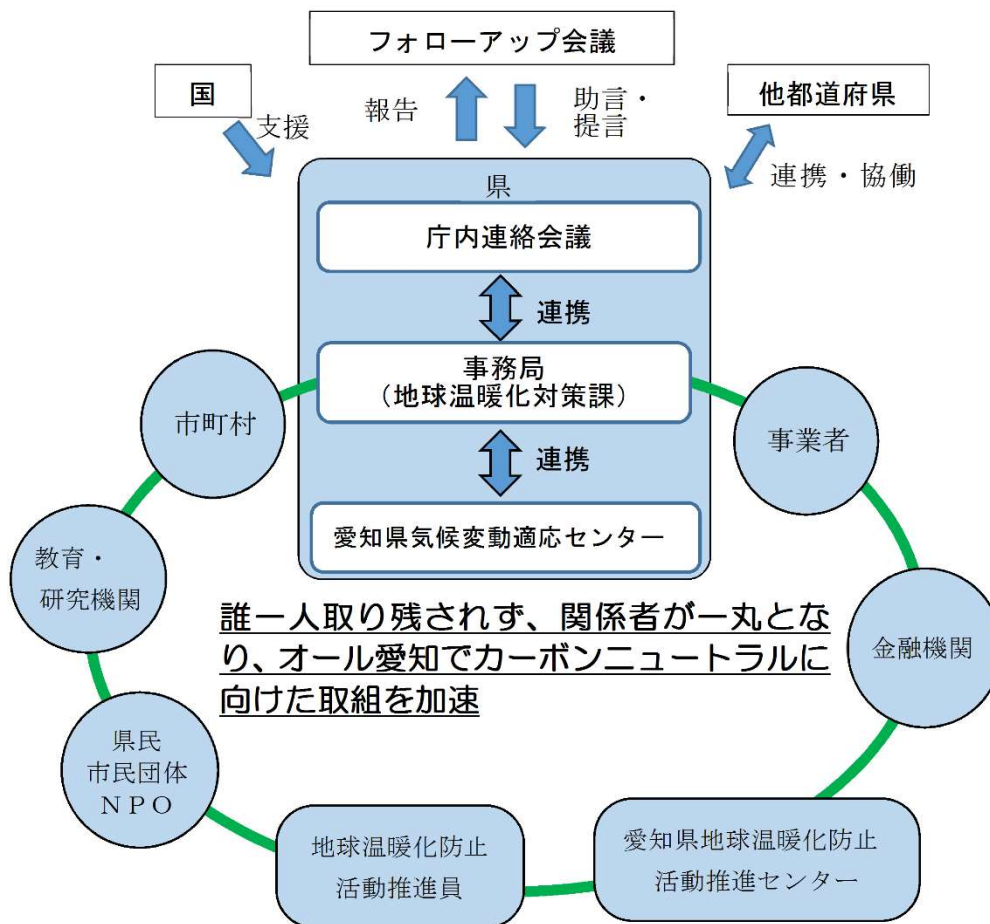 フォローアップ会議
国
他都道府県
支援
報告
助言・
提言
連携・協働
県
庁内連絡会議
連携
事務局
（地球温暖化対策課）
連携
愛知県気候変動適応センター
市町村
事業者
教育・
研究機関
金融機関
誰一人取り残されず、関係者が一丸とな
り、オール愛知でカーボンニュートラルに
向けた取組を加速
県民
市民団体
ＮＰＯ
地球温暖化防止
活動推進員
愛知県地球温暖化防止
活動推進センター